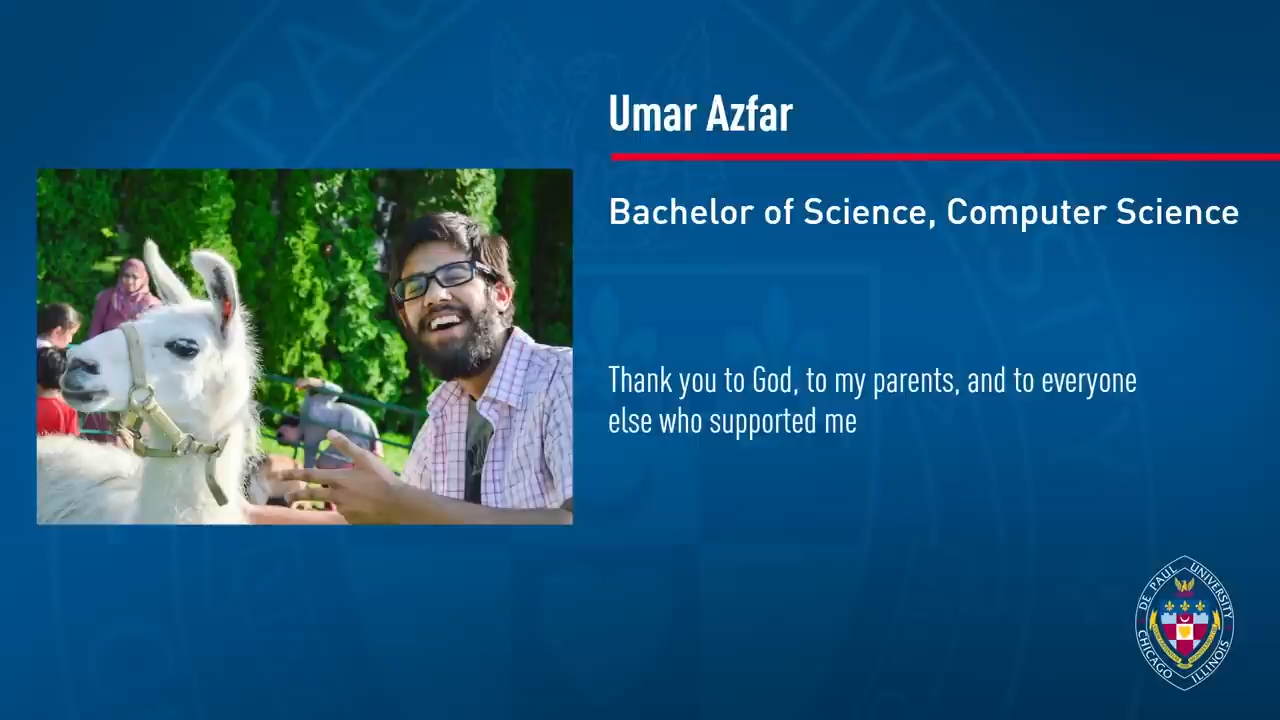 Umar Azfar
Bachelor of Science, Computer Science
Thank you to God, to my parents, and to everyone
else who supported me
DE PAUL UNIVERSITY
CHICAGO ILLINOIS